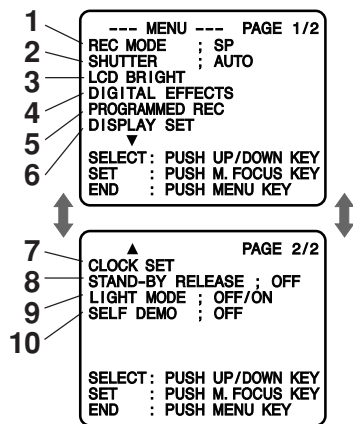 1
2
3
4
5
6
--- MENU --- PAGE 1/2
REC MODE ; SP
SHUTTER ; AUTO
LCD BRIGHT
DIGITAL EFFECTS
PROGRAMMED REC
DISPLAY SET
▼
SELECT : PUSH UP/DOWN KEY
SET : PUSH M. FOCUS KEY
END : PUSH MENU KEY
7
8
9
10
▲ PAGE 2/2
CLOCK SET
STAND-BY RELEASE ; OFF
LIGHT MODE ; OFF/ON
SELF DEMO ; OFF
SELECT : PUSH UP/DOWN KEY
SET : PUSH M. FOCUS KEY
END : PUSH MENU KEY